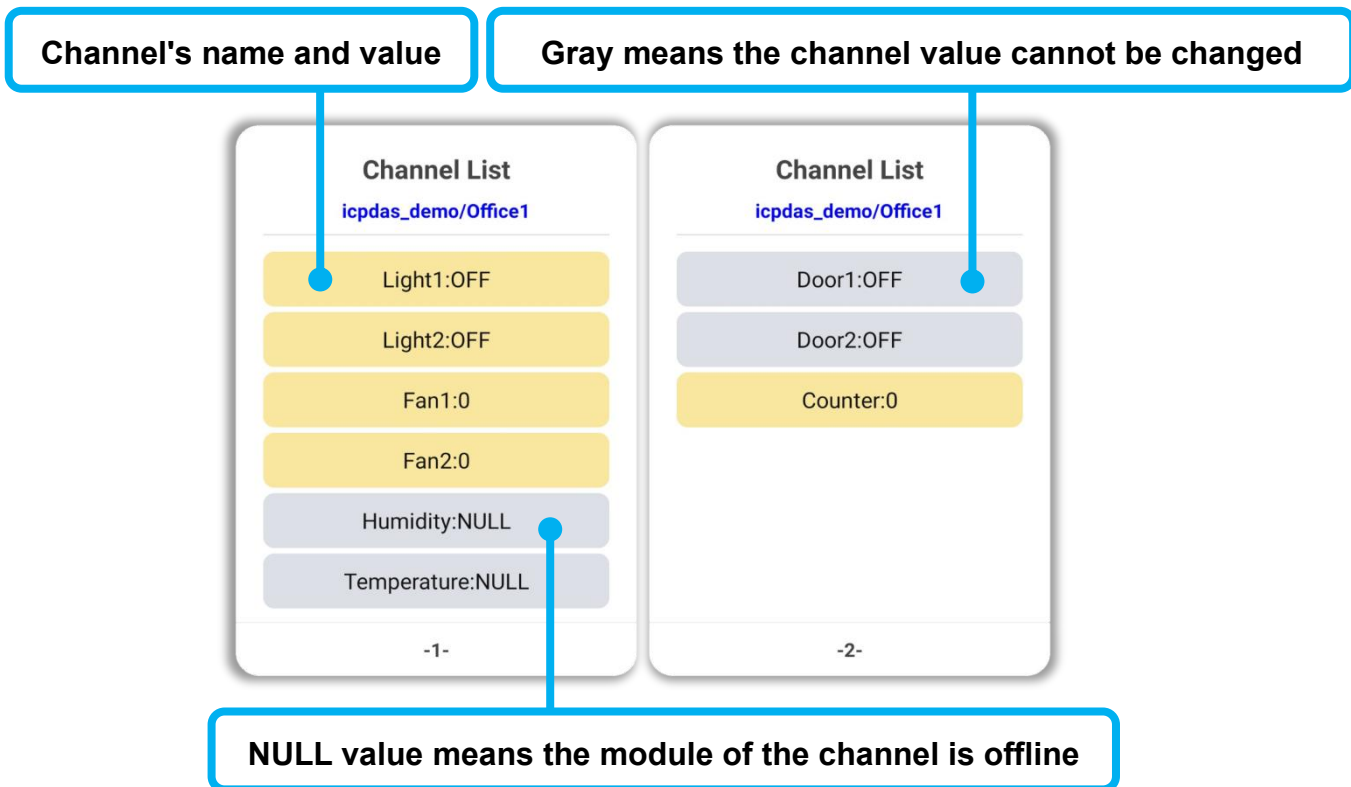 Channel's name and value
Gray means the channel value cannot be changed
Channel List
icpdas_demo/Office1
Light1:OFF
Light2:OFF
Fan1:0
Fan2:0
Humidity:NULL
Temperature:NULL
-1-
Channel List
icpdas_demo/Office1
Door1:OFF
Door2:OFF
Counter:0
-2-
NULL value means the module of the channel is offline